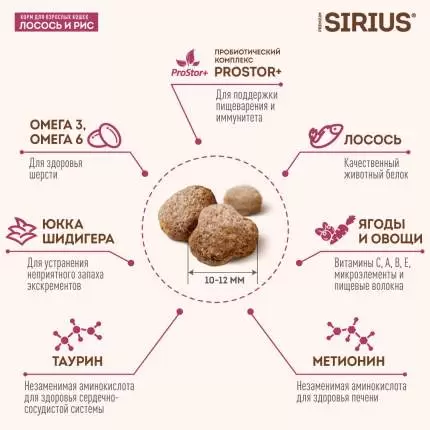 КОРМ ДЛЯ ВЗРОСЛЫХ КОШЕК
ЛОСОСЬ И РИС
PREMIUM
SIRIUS®
ProStor+
ПРОБИОТИЧЕСКИЙ
КОМПЛЕКС
PROSTOR+
Для поддержки
пищеварения и
иммунитета
ОМЕГА 3,
ОМЕГА 6
Для здоровья
шерсти
ЛОСОСЬ
Качественный
животный белок
ЮККА
ШИДИГЕРА
Для устранения
неприятного запаха
экскрементов
ЯГОДЫ
И ОВОЩИ
Витамины С, А, В, Е,
микроэлементы и
пищевые волокна
10-12 ММ
ТАУРИН
Незаменимая аминокислота
для здоровья сердечно-
сосудистой системы
МЕТИОНИН
Незаменимая аминокислота
для здоровья печени